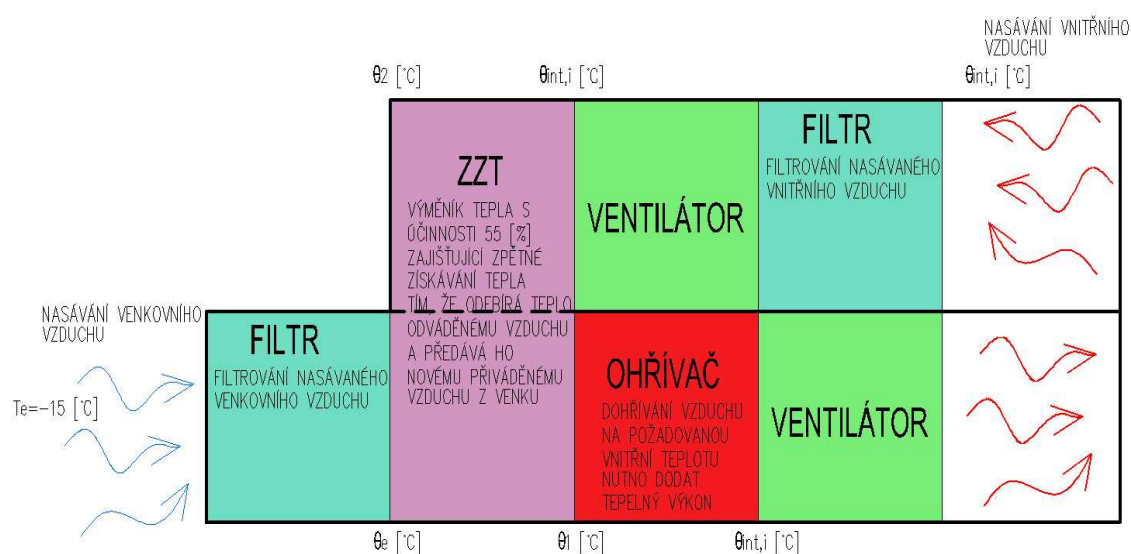 NASÁVÁNÍ VNITŘNÍHO
VZDUCHU
θ2 [°C]
θint,i [°C]
θint,i [°C]
ZZT
VÝMĚNÍK TEPLA S
ÚČINNOSTI 55 [%]
ZAJIŠŤUJÍCÍ ZPĚTNÉ
ZÍSKÁVÁNÍ TEPLA
TÍM, ŽE ODEBÍRÁ TEPLO
ODVÁDĚNÉMU VZDUCHU
A PŘEDÁVÁ HO
NOVÉMU PŘIVÁDĚNÉMU
VZDUCHU Z VENKU
VENTILÁTOR
FILTR
FILTROVÁNÍ NASÁVANÉHO
VNITŘNÍHO VZDUCHU
NASÁVÁNÍ VENKOVNÍHO
VZDUCHU
Te=-15 [°C]
FILTR
FILTROVÁNÍ NASÁVANÉHO
VENKOVNÍHO VZDUCHU
OHŘÍVAČ
DOHŘÍVÁNÍ VZDUCHU
NA POŽADOVANOU
VNITŘNÍ TEPLOTU
NUTNO DODAT
TEPELNÝ VÝKON
VENTILÁTOR
θe [°C]
θ1 [°C]
θint,i [°C]